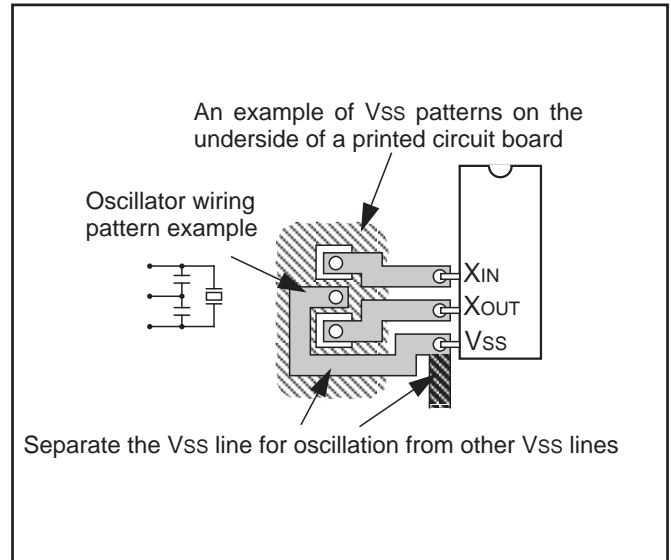 An example of VSS patterns on the
underside of a printed circuit board
Oscillator wiring
pattern example
XIN
XOUT
VSS
Separate the VSS line for oscillation from other VSS lines